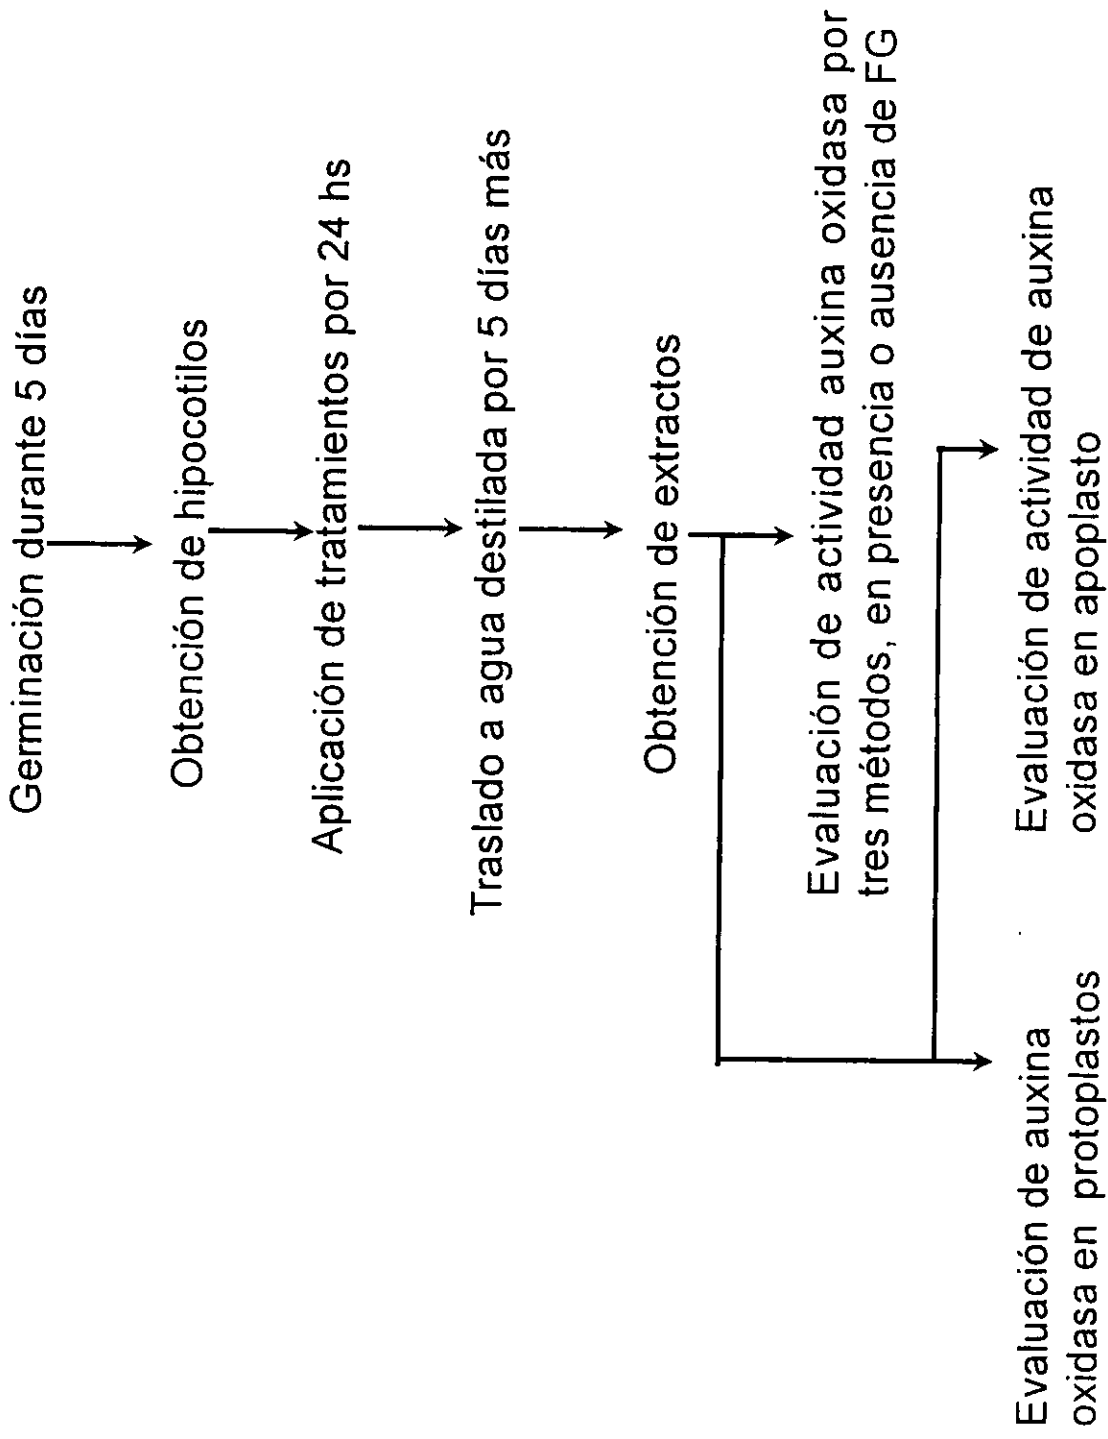 Germinación durante 5 días
Obtención de hipocotilos
Aplicación de tratamientos por 24 hs
Traslado a agua destilada por 5 días más
Obtención de extractos
Evaluación de actividad auxina oxidasa por
tres métodos, en presencia o ausencia de FG
Evaluación de auxina
oxidasa en protoplastos
Evaluación de actividad de auxina
oxidasa en apoplasto